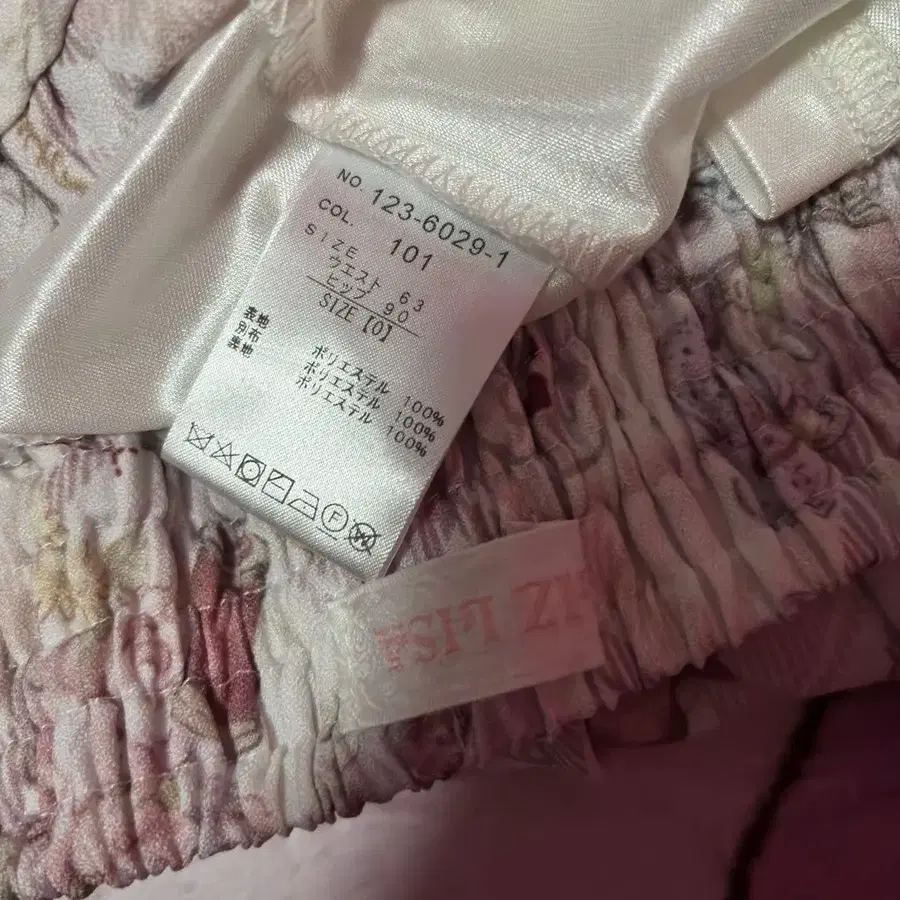 NO. 123-6029-1
COL. 101
SIZE
ウエスト 63
ヒップ 90
SIZE【0】
表地 ポリエステル 100%
別布 ポリエステル 100%
表地 ポリエステル 100%
F
W
IZ LISA